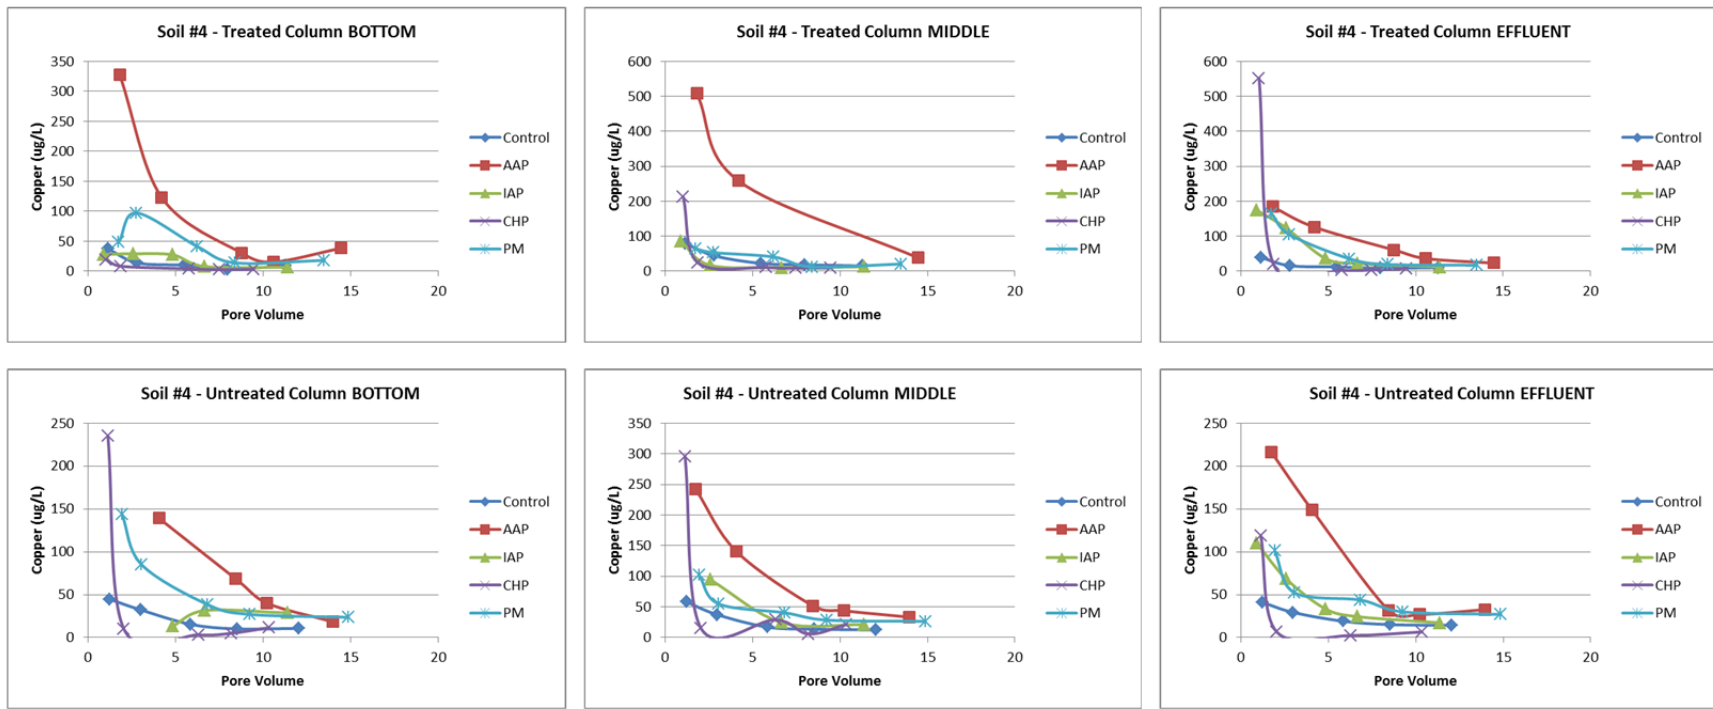 Soil #4 - Treated Column BOTTOM
Copper (ug/L)
350
300
250
200
150
100
50
0
0 5 10 15 20
Pore Volume
Control
AAP
IAP
CHP
PM
Soil #4 - Treated Column MIDDLE
Copper (ug/L)
600
500
400
300
200
100
0
0 5 10 15 20
Pore Volume
Control
AAP
IAP
CHP
PM
Soil #4 - Treated Column EFFLUENT
Copper (ug/L)
600
500
400
300
200
100
0
0 5 10 15 20
Pore Volume
Control
AAP
IAP
CHP
PM
Soil #4 - Untreated Column BOTTOM
Copper (ug/L)
250
200
150
100
50
0
0 5 10 15 20
Pore Volume
Control
AAP
IAP
CHP
PM
Soil #4 - Untreated Column MIDDLE
Copper (ug/L)
350
300
250
200
150
100
50
0
0 5 10 15 20
Pore Volume
Control
AAP
IAP
CHP
PM
Soil #4 - Untreated Column EFFLUENT
Copper (ug/L)
250
200
150
100
50
0
0 5 10 15 20
Pore Volume
Control
AAP
IAP
CHP
PM